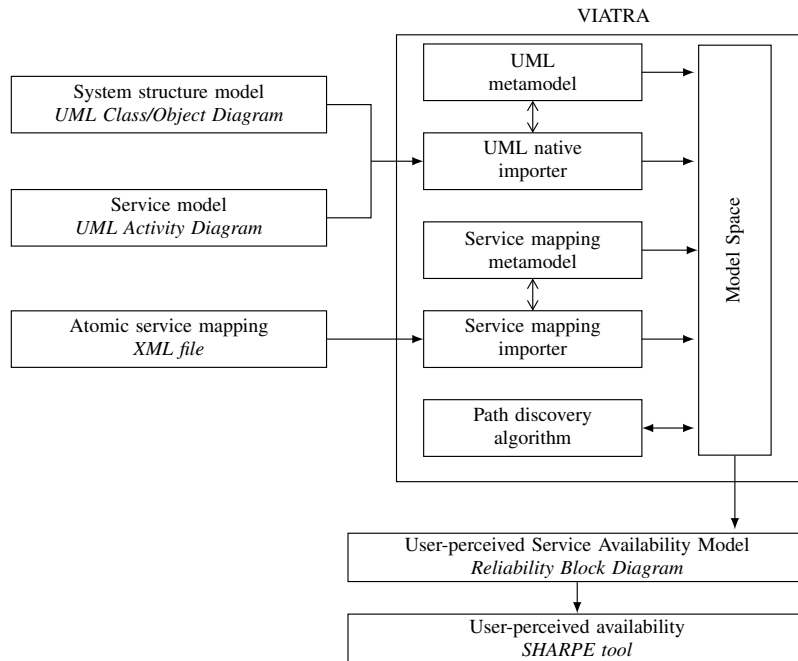 VIATRA
System structure model
UML Class/Object Diagram
Service model
UML Activity Diagram
Atomic service mapping
XML file
UML
metamodel
UML native
importer
Service mapping
metamodel
Service mapping
importer
Path discovery
algorithm
Model Space
User-perceived Service Availability Model
Reliability Block Diagram
User-perceived availability
SHARPE tool